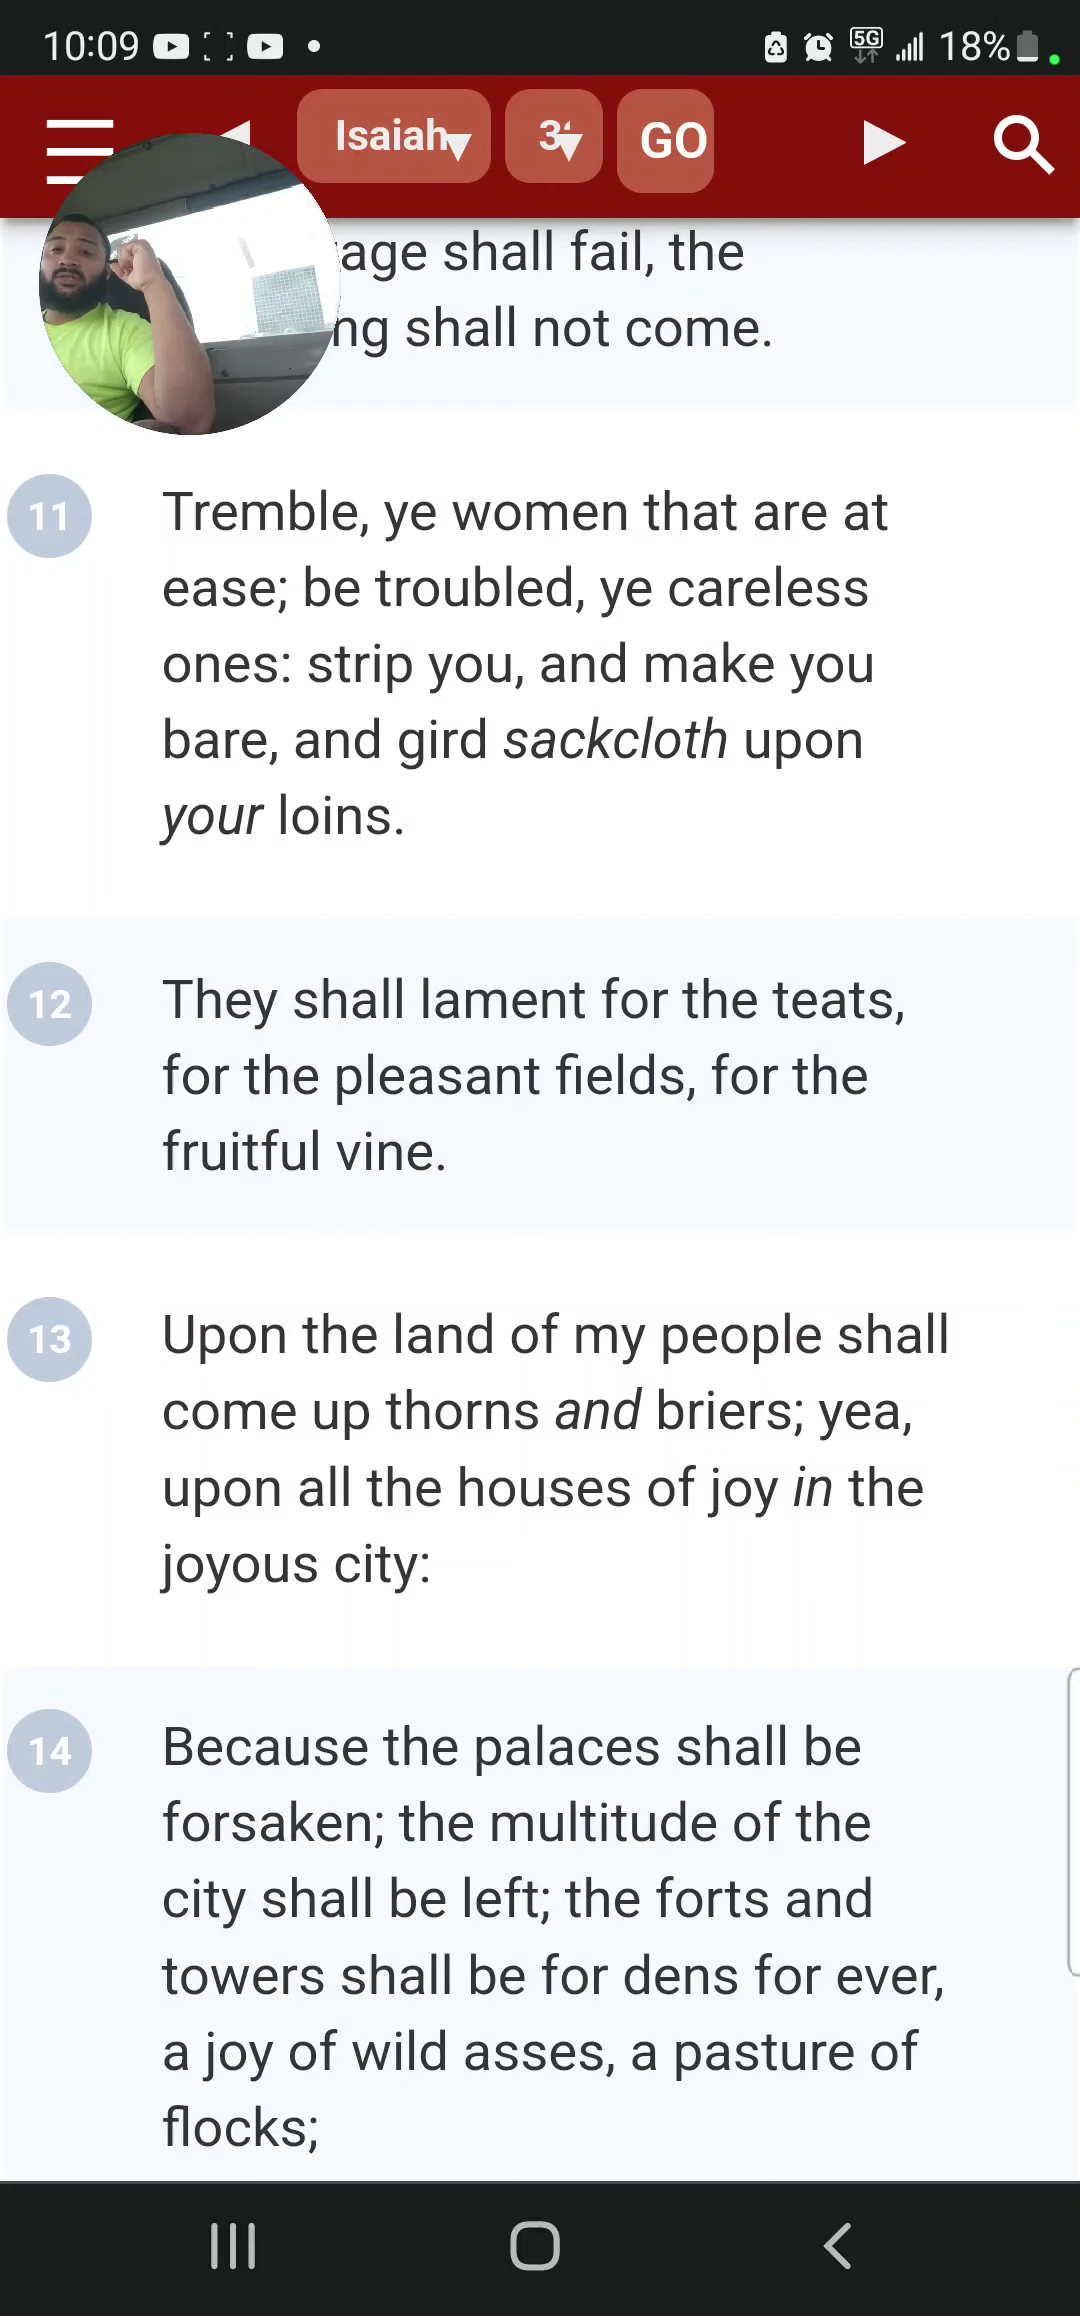 10:09 5G 18%
Isaiah GO
age shall fail, the
ng shall not come.
11 Tremble, ye women that are at
ease; be troubled, ye careless
ones: strip you, and make you
bare, and gird sackcloth upon
your loins.
12 They shall lament for the teats,
for the pleasant fields, for the
fruitful vine.
13 Upon the land of my people shall
come up thorns and briers; yea,
upon all the houses of joy in the
joyous city:
14 Because the palaces shall be
forsaken; the multitude of the
city shall be left; the forts and
towers shall be for dens for ever,
a joy of wild asses, a pasture of
flocks;